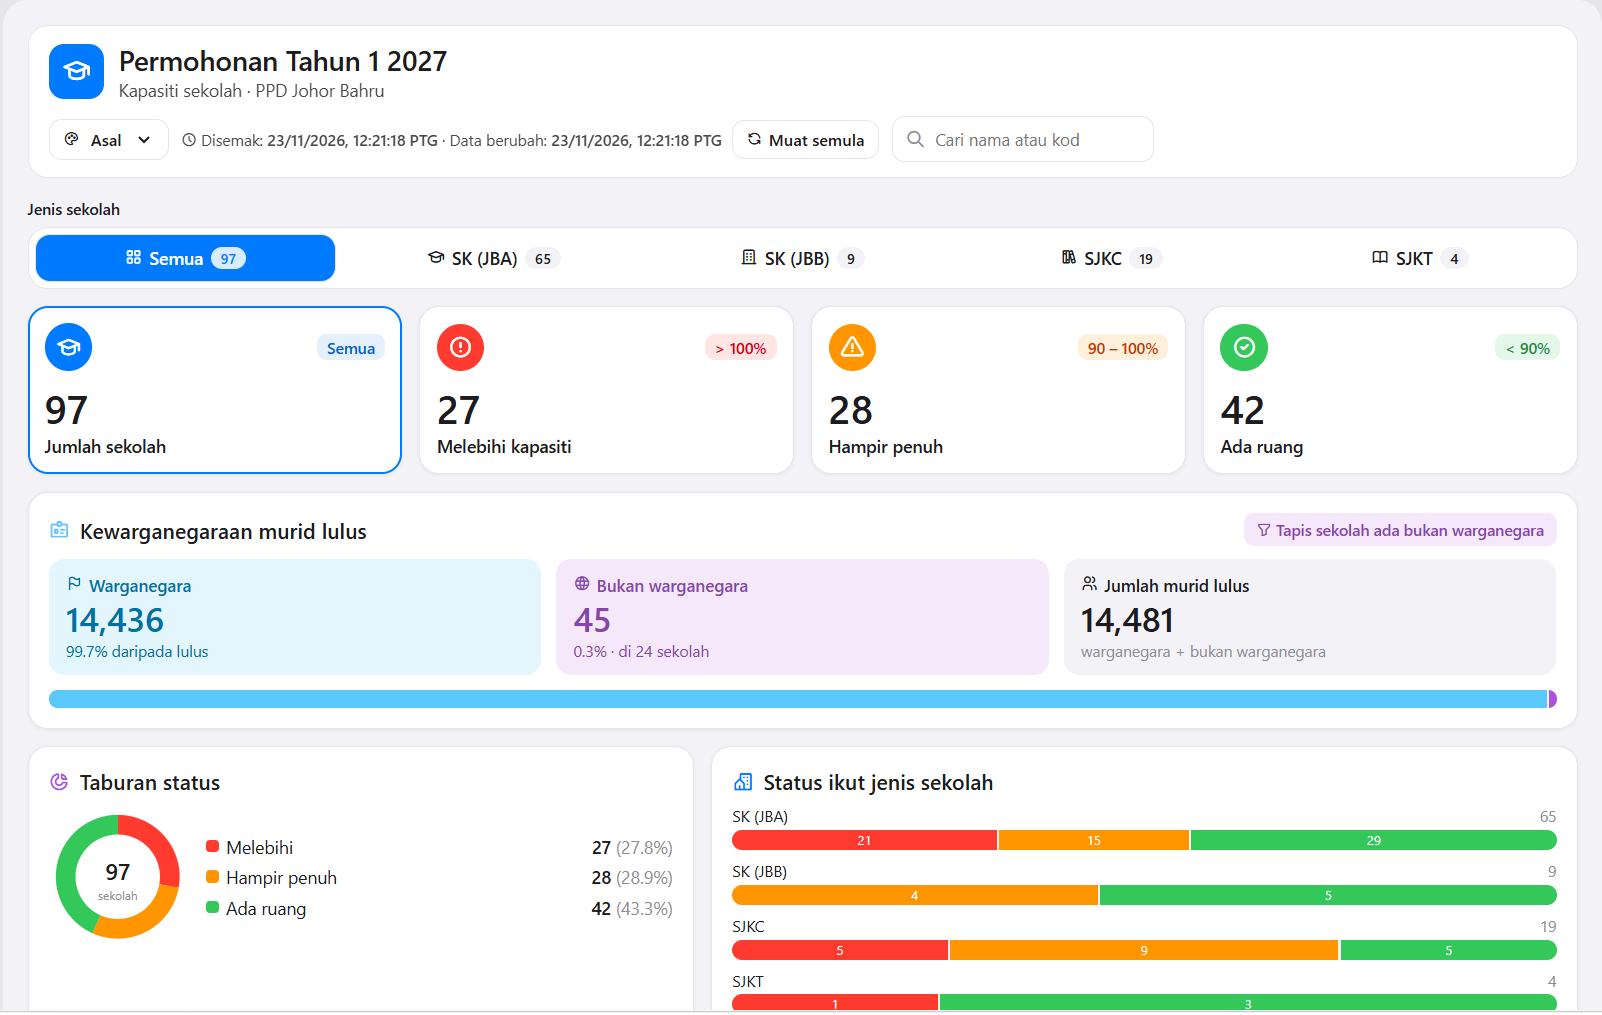 Permohonan Tahun 1 2027
Kapasiti sekolah · PPD Johor Bahru
Asal
Disemak: 23/11/2026, 12:21:18 PTG · Data berubah: 23/11/2026, 12:21:18 PTG
Muat semula
Cari nama atau kod
Jenis sekolah
Semua 97
SK (JBA) 65
SK (JBB) 9
SJKC 19
SJKT 4
Semua
97
Jumlah sekolah
> 100%
27
Melebihi kapasiti
90 – 100%
28
Hampir penuh
< 90%
42
Ada ruang
Kewarganegaraan murid lulus
Tapis sekolah ada bukan warganegara
Warganegara
14,436
99.7% daripada lulus
Bukan warganegara
45
0.3% · di 24 sekolah
Jumlah murid lulus
14,481
warganegara + bukan warganegara
Taburan status
97
sekolah
Melebihi 27 (27.8%)
Hampir penuh 28 (28.9%)
Ada ruang 42 (43.3%)
Status ikut jenis sekolah
SK (JBA) 65
21 15 29
SK (JBB) 9
4 5
SJKC 19
5 9 5
SJKT 4
1 3